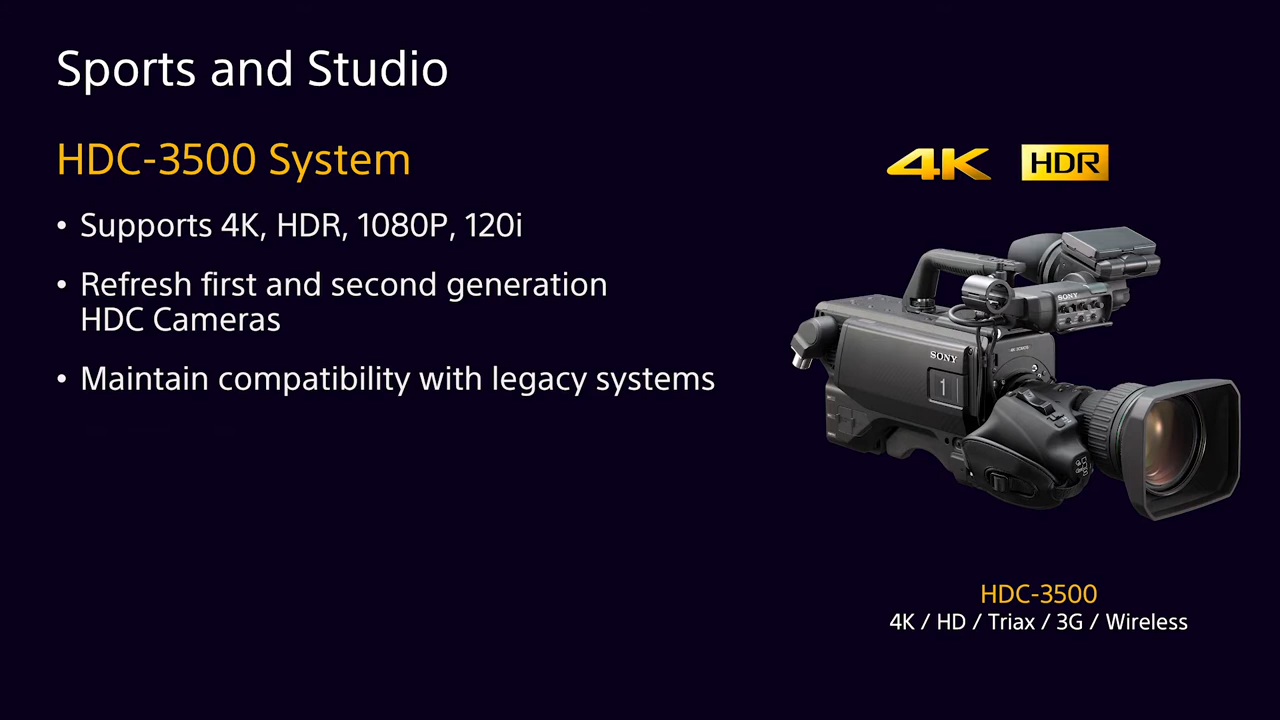 Sports and Studio
HDC-3500 System
• Supports 4K, HDR, 1080P, 120i
• Refresh first and second generation
HDC Cameras
• Maintain compatibility with legacy systems
4K HDR
SONY
SONY
1
HDC-3500
4K / HD / Triax / 3G / Wireless